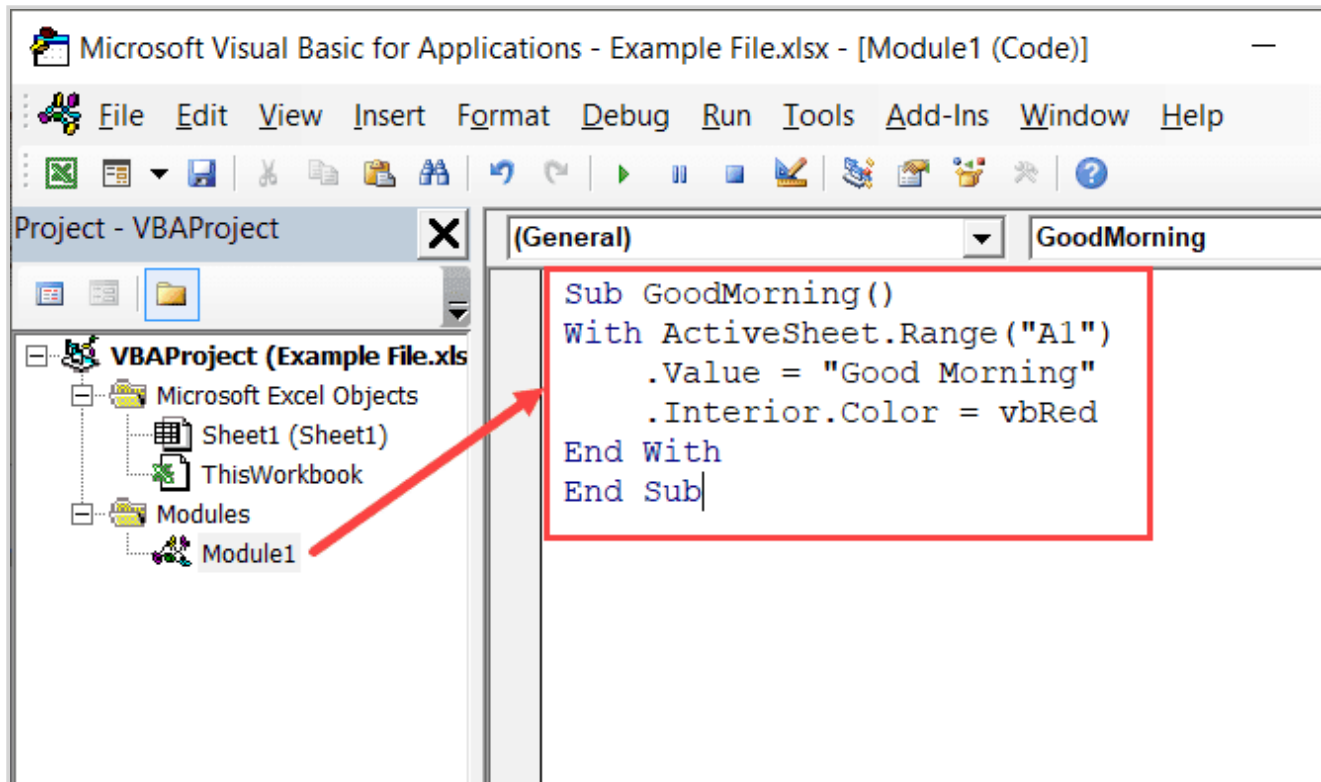 Microsoft Visual Basic for Applications - Example File.xlsx - [Module1 (Code)]
File Edit View Insert Format Debug Run Tools Add-Ins Window Help
Project - VBAProject
(General) GoodMorning
VBAProject (Example File.xls
Microsoft Excel Objects
Sheet1 (Sheet1)
ThisWorkbook
Modules
Module1
Sub GoodMorning()
With ActiveSheet.Range("A1")
    .Value = "Good Morning"
    .Interior.Color = vbRed
End With
End Sub